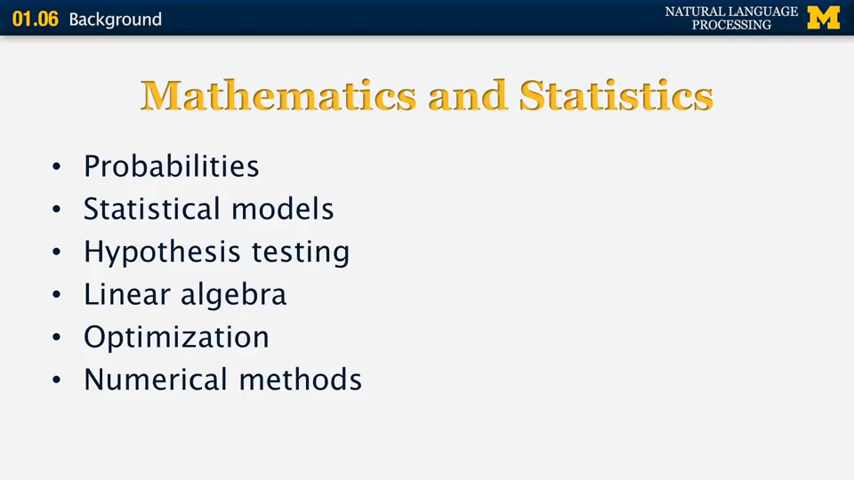 01.06 Background
NATURAL LANGUAGE
PROCESSING
M
Mathematics and Statistics
• Probabilities
• Statistical models
• Hypothesis testing
• Linear algebra
• Optimization
• Numerical methods